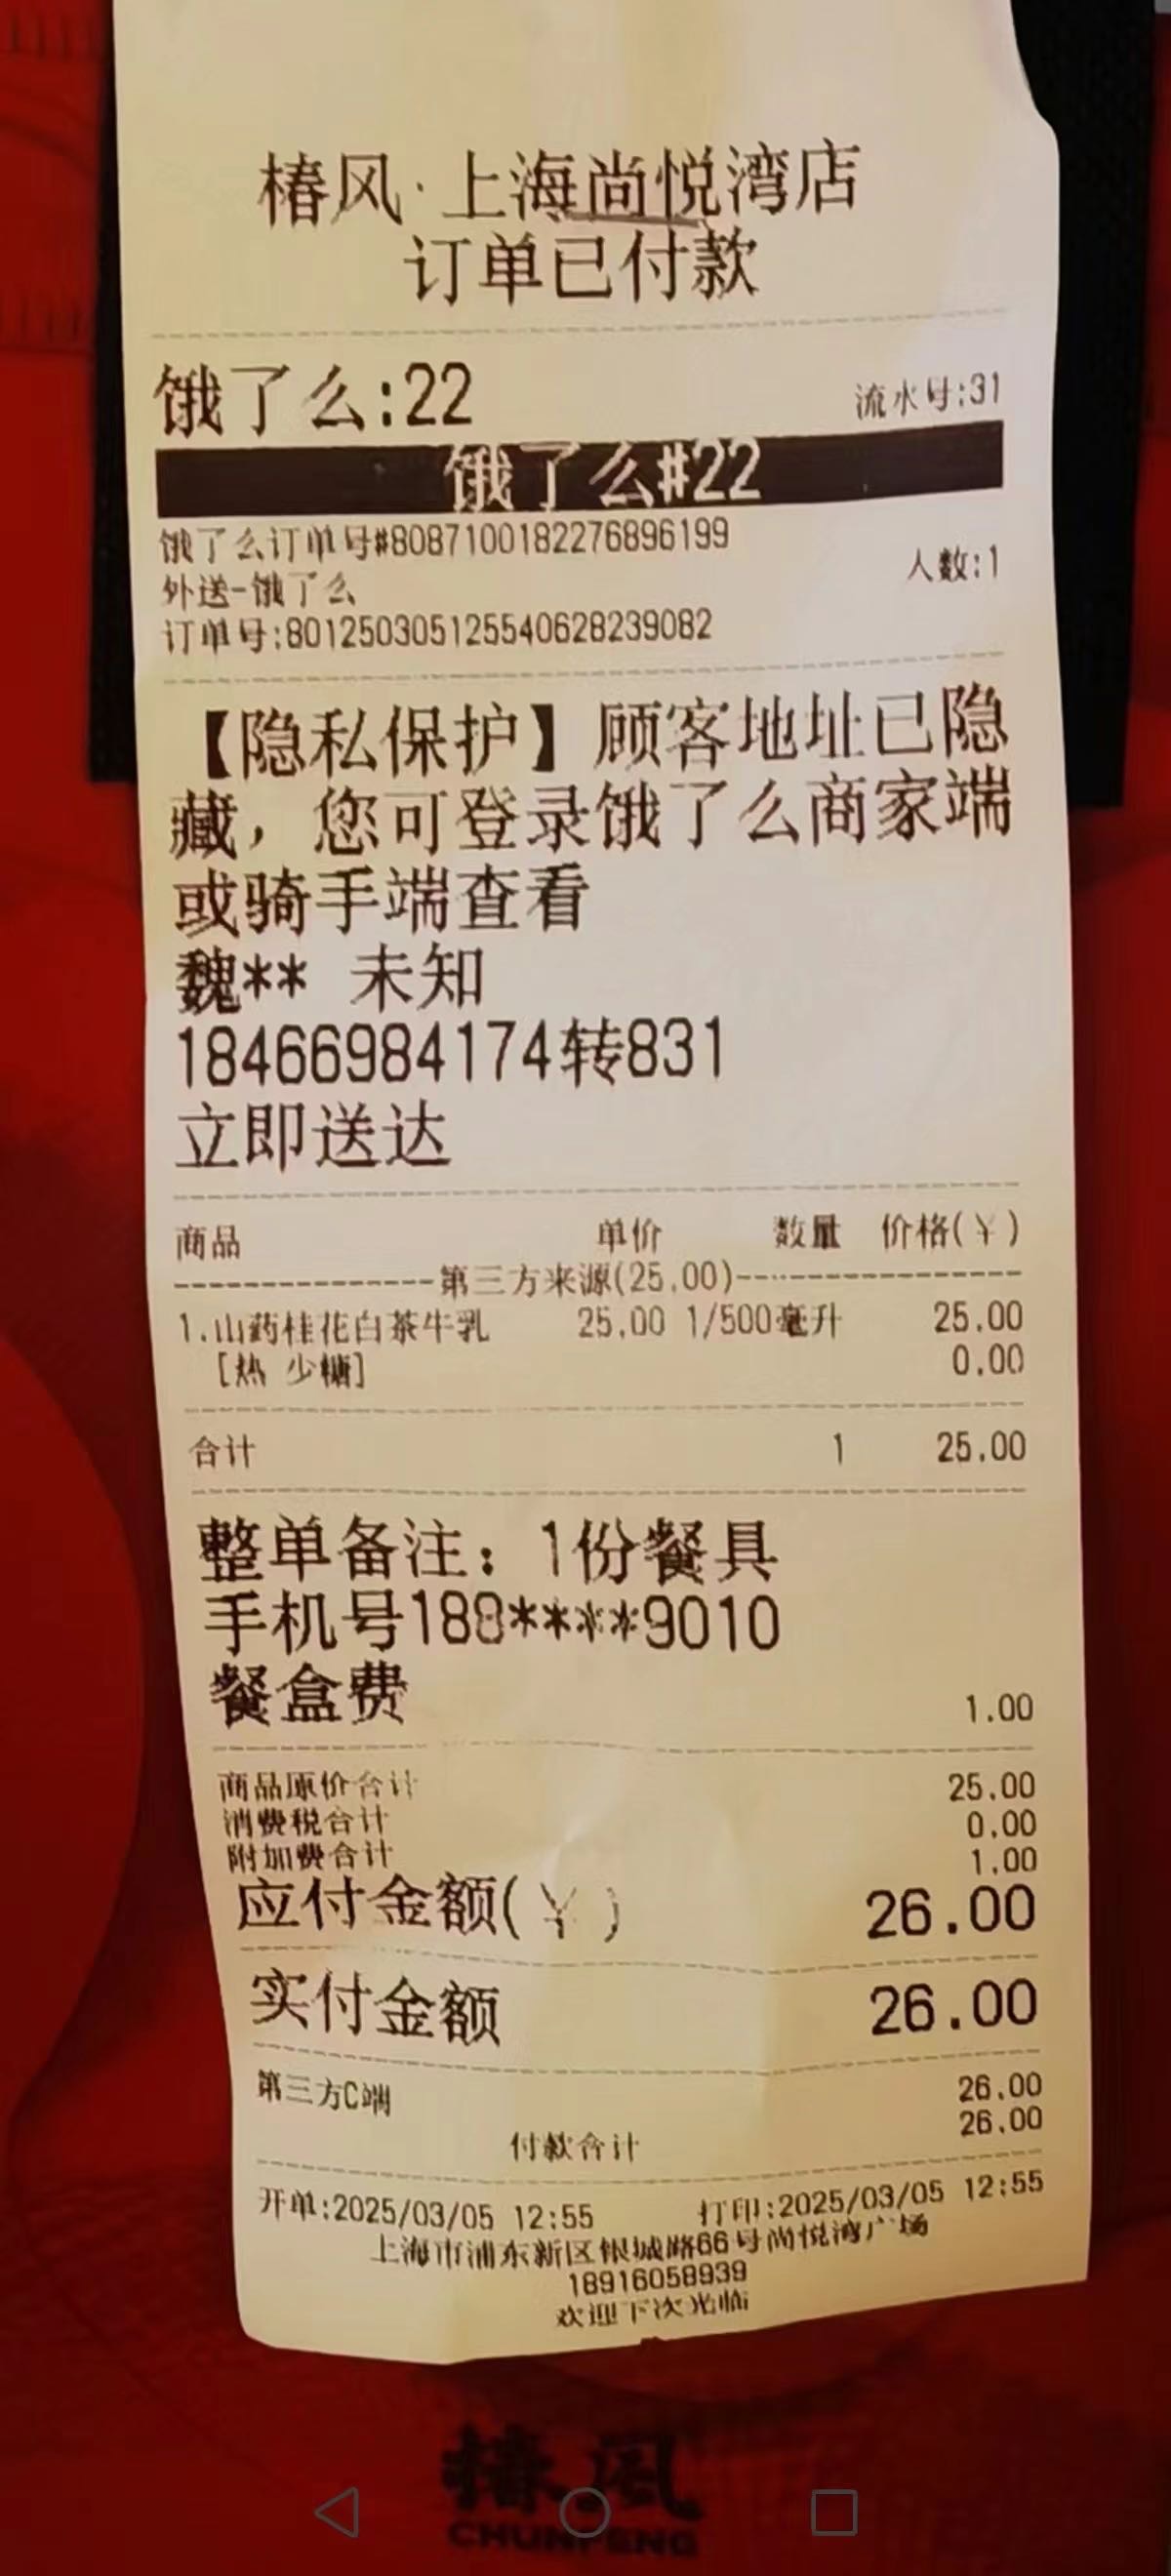 椿风·上海尚悦湾店
订单已付款
饿了么:22 流水号:31
饿了么#22
饿了么订单号#8087100182276896199
外送-饿了么 人数:1
订单号:801250305125540628239082
【隐私保护】顾客地址已隐
藏，您可登录饿了么商家端
或骑手端查看
魏** 未知
18466984174转831
立即送达
商品 单价 数量 价格(¥)
第三方来源(25.00)
1.山药桂花白茶牛乳 25.00 1/500毫升 25.00
[热 少糖] 0.00
合计 1 25.00
整单备注：1份餐具
手机号188****9010
餐盒费 1.00
商品原价合计 25.00
消费税合计 0.00
附加费合计 1.00
应付金额(¥) 26.00
实付金额 26.00
第三方C端 26.00
付款合计 26.00
开单:2025/03/05 12:55 打印:2025/03/05 12:55
上海市浦东新区银城路66号尚悦湾广场
18916058939
欢迎下次光临
椿风
CHUNFENG